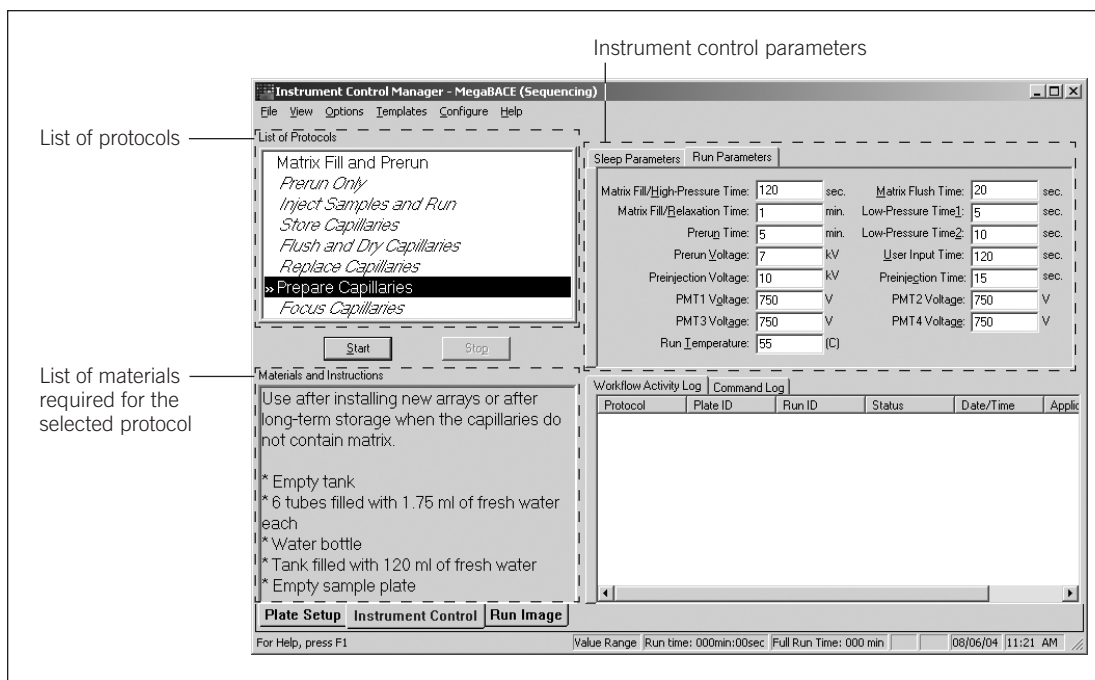 Instrument control parameters
Instrument Control Manager - MegaBACE (Sequencing)
File View Options Templates Configure Help
List of protocols
List of Protocols
Matrix Fill and Prerun
Prerun Only
Inject Samples and Run
Store Capillaries
Flush and Dry Capillaries
Replace Capillaries
» Prepare Capillaries
Focus Capillaries
Start Stop
Sleep Parameters Run Parameters
Matrix Fill/High-Pressure Time: 120 sec. Matrix Flush Time: 20 sec.
Matrix Fill/Relaxation Time: 1 min. Low-Pressure Time1: 5 sec.
Prerun Time: 5 min. Low-Pressure Time2: 10 sec.
Prerun Voltage: 7 kV User Input Time: 120 sec.
Preinjection Voltage: 10 kV Preinjection Time: 15 sec.
PMT1 Voltage: 750 V PMT2 Voltage: 750 V
PMT3 Voltage: 750 V PMT4 Voltage: 750 V
Run Temperature: 55 (C)
List of materials
required for the
selected protocol
Materials and Instructions
Use after installing new arrays or after
long-term storage when the capillaries do
not contain matrix.
* Empty tank
* 6 tubes filled with 1.75 ml of fresh water
each
* Water bottle
* Tank filled with 120 ml of fresh water
* Empty sample plate
Workflow Activity Log Command Log
Protocol Plate ID Run ID Status Date/Time Applic
Plate Setup Instrument Control Run Image
For Help, press F1 Value Range Run time: 000min:00sec Full Run Time: 000 min 08/06/04 11:21 AM